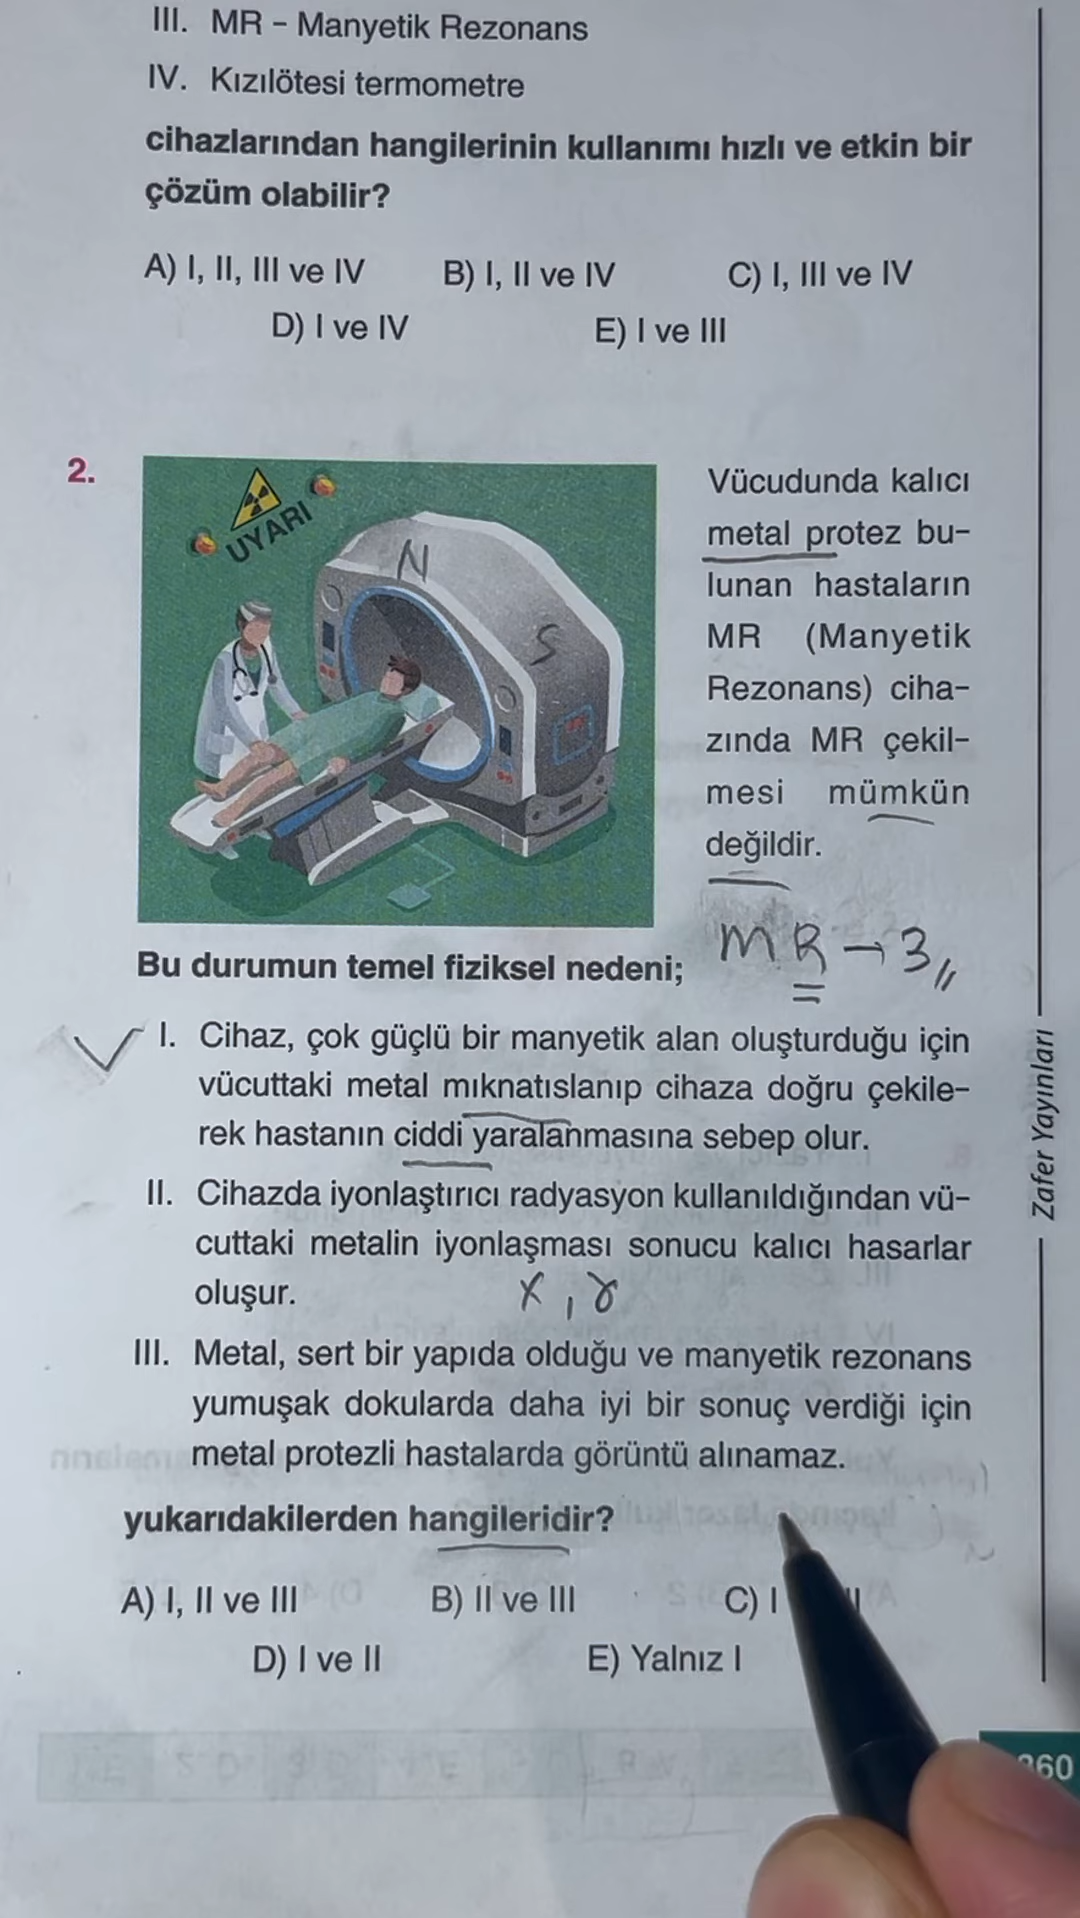 III. MR – Manyetik Rezonans
IV. Kızılötesi termometre
cihazlarından hangilerinin kullanımı hızlı ve etkin bir
çözüm olabilir?
A) I, II, III ve IV B) I, II ve IV C) I, III ve IV
D) I ve IV E) I ve III
2.
UYARI
N
S
Vücudunda kalıcı
metal protez bu-
lunan hastaların
MR (Manyetik
Rezonans) ciha-
zında MR çekil-
mesi mümkün
değildir.
MR → 3
Bu durumun temel fiziksel nedeni;
I. Cihaz, çok güçlü bir manyetik alan oluşturduğu için
vücuttaki metal mıknatıslanıp cihaza doğru çekile-
rek hastanın ciddi yaralanmasına sebep olur.
II. Cihazda iyonlaştırıcı radyasyon kullanıldığından vü-
cuttaki metalin iyonlaşması sonucu kalıcı hasarlar
oluşur.
X, γ
III. Metal, sert bir yapıda olduğu ve manyetik rezonans
yumuşak dokularda daha iyi bir sonuç verdiği için
metal protezli hastalarda görüntü alınamaz.
yukarıdakilerden hangileridir?
A) I, II ve III B) II ve III C) I
D) I ve II E) Yalnız I
Zafer Yayınları